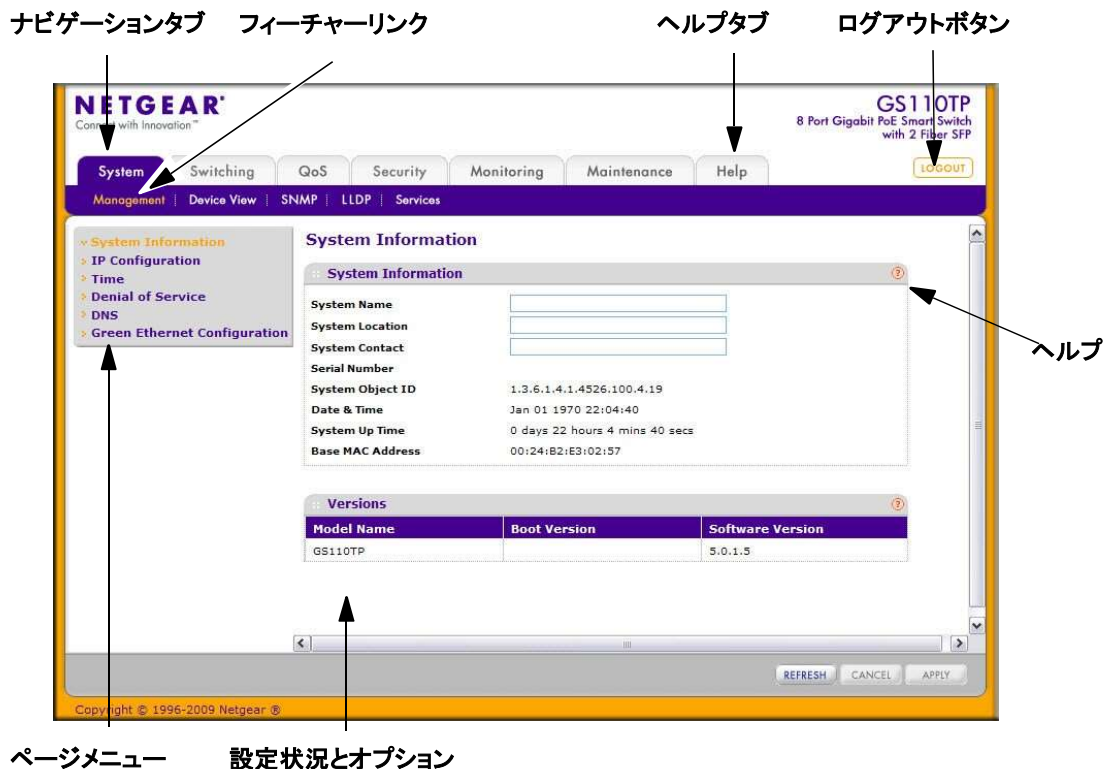 ナビゲーションタブ フィーチャーリンク ヘルプタブ ログアウトボタン
NETGEAR®
Connect with Innovation™
GS110TP
8 Port Gigabit PoE Smart Switch
with 2 Fiber SFP
System Switching QoS Security Monitoring Maintenance Help LOGOUT
Management | Device View | SNMP | LLDP | Services
System Information
IP Configuration
Time
Denial of Service
DNS
Green Ethernet Configuration
System Information
System Information
System Name
System Location
System Contact
Serial Number
System Object ID 1.3.6.1.4.1.4526.100.4.19
Date & Time Jan 01 1970 22:04:40
System Up Time 0 days 22 hours 4 mins 40 secs
Base MAC Address 00:24:B2:E3:02:57
ヘルプ
Versions
Model Name Boot Version Software Version
GS110TP 5.0.1.5
REFRESH CANCEL APPLY
Copyright © 1996-2009 Netgear ®
ページメニュー 設定状況とオプション